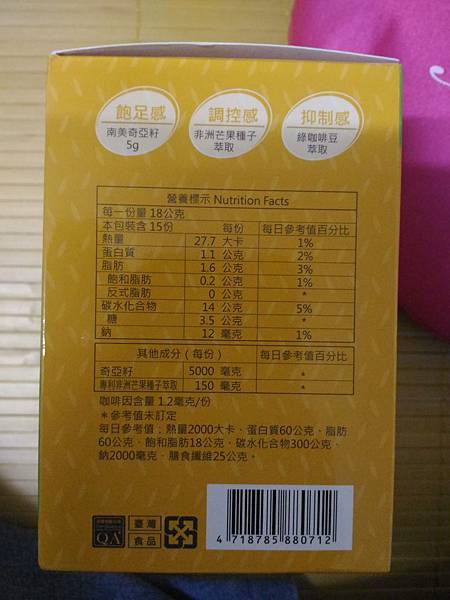 飽足感
南美奇亞籽
5g
調控感
非洲芒果種子
萃取
抑制感
綠咖啡豆
萃取
營養標示 Nutrition Facts
每一份量 18公克
本包裝含 15份
每份 每日參考值百分比
熱量 27.7 大卡 1%
蛋白質 1.1 公克 2%
脂肪 1.6 公克 3%
飽和脂肪 0.2 公克 1%
反式脂肪 0 公克 *
碳水化合物 14 公克 5%
糖 3.5 公克 *
鈉 12 毫克 1%
其他成分（每份） 每日參考值百分比
奇亞籽 5000 毫克 *
專利非洲芒果種子萃取 150 毫克 *
咖啡因含量 1.2毫克/份
＊參考值未訂定
每日參考值；熱量2000大卡、蛋白質60公克、脂肪
60公克、飽和脂肪18公克、碳水化合物300公克、
鈉2000毫克、膳食纖維25公克。
QA
臺灣
食品
4 718785 880712